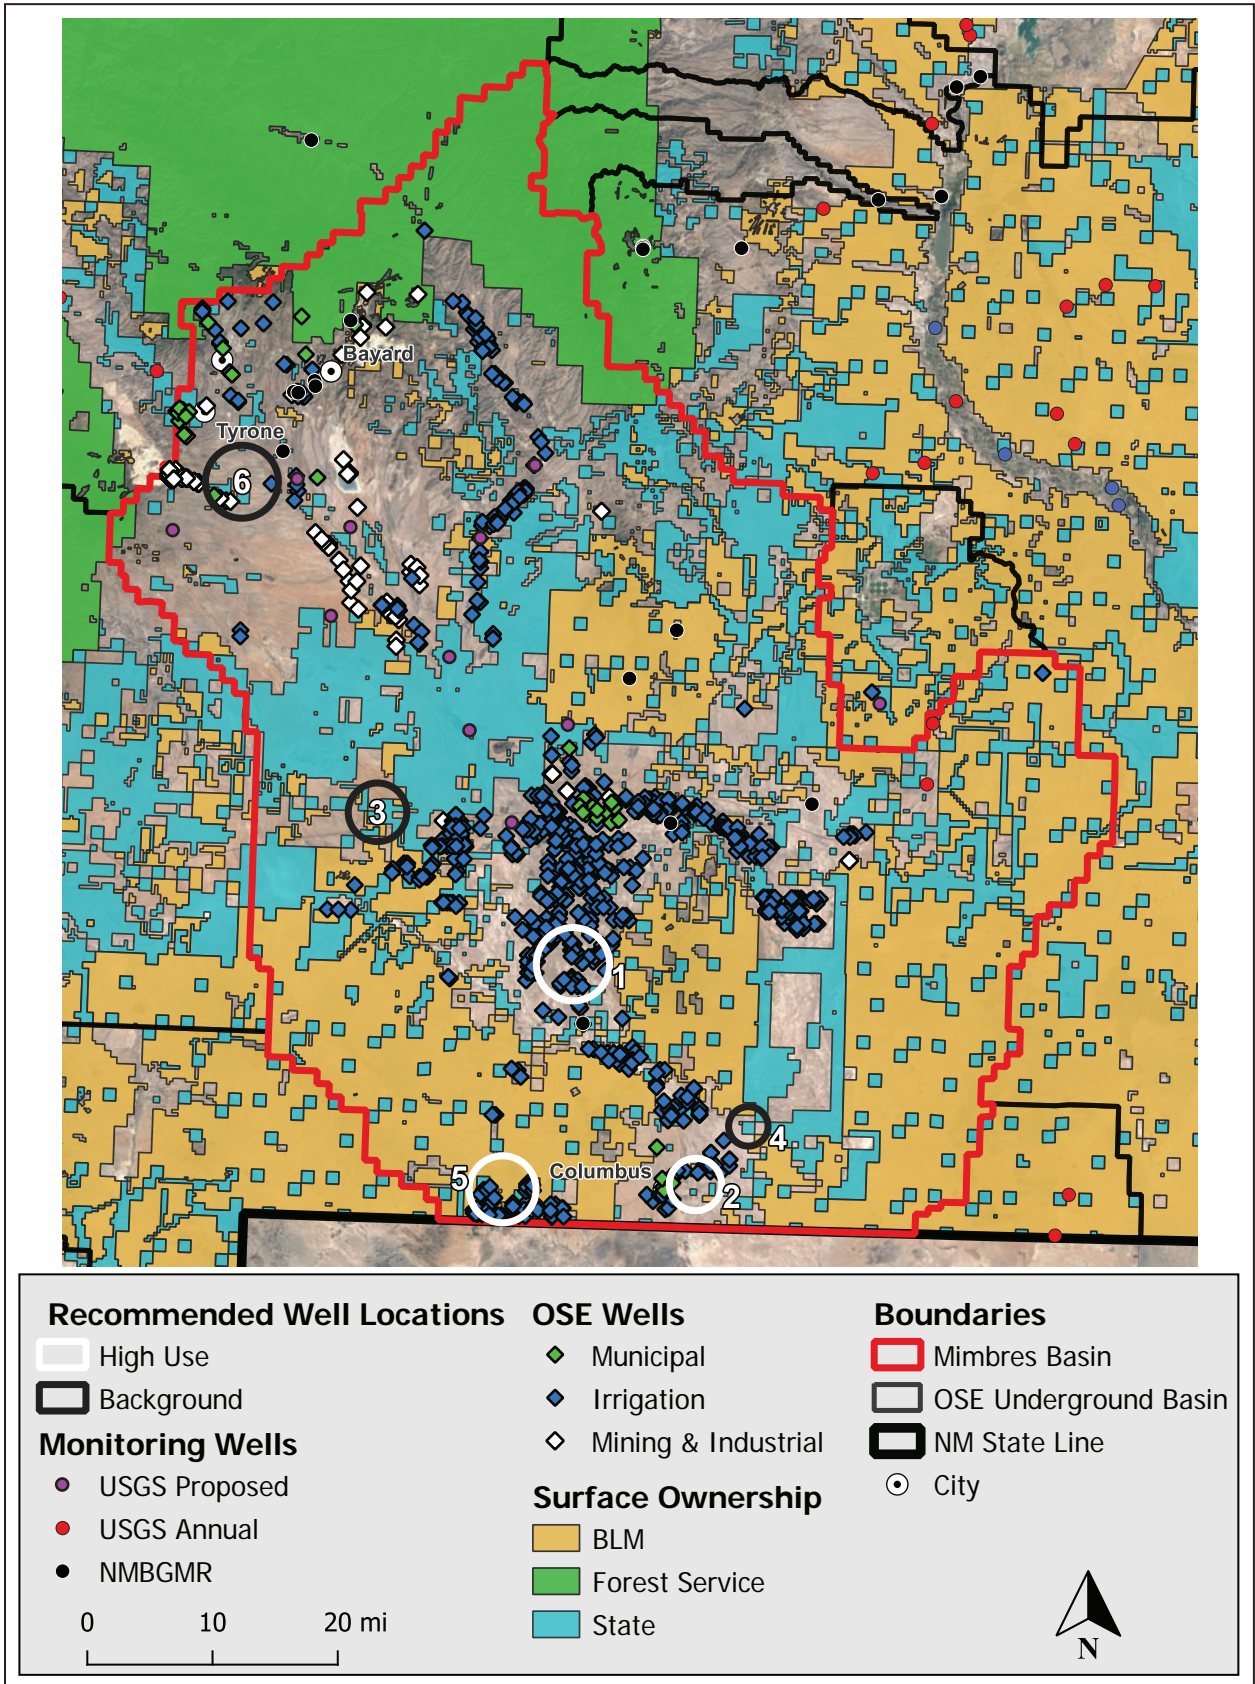 Bayard
Tyrone
6
3
1
4
5
Columbus
2
Recommended Well Locations
High Use
Background
Monitoring Wells
USGS Proposed
USGS Annual
NMBGMR
0 10 20 mi
OSE Wells
Municipal
Irrigation
Mining & Industrial
Surface Ownership
BLM
Forest Service
State
Boundaries
Mimbres Basin
OSE Underground Basin
NM State Line
City
N